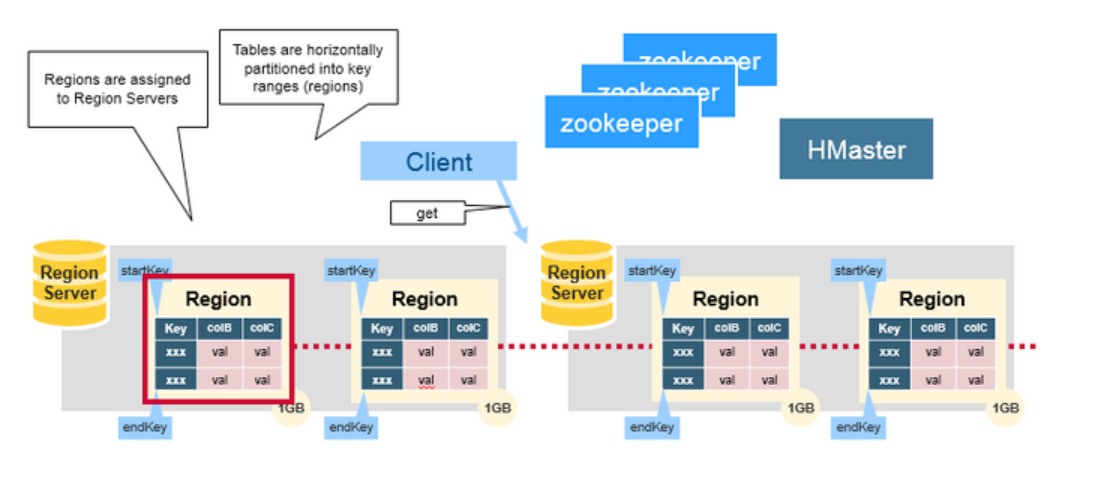 Regions are assigned
to Region Servers
Tables are horizontally
partitioned into key
ranges (regions)
zookeeper
zookeeper
zookeeper
HMaster
Client
get
Region
Server
startKey
Region
Key colB colC
xxx val val
xxx val val
1GB
endKey
startKey
Region
Key colB colC
xxx val val
xxx val val
1GB
endKey
Region
Server
startKey
Region
Key colB colC
xxx val val
xxx val val
1GB
endKey
startKey
Region
Key colB colC
xxx val val
xxx val val
1GB
endKey